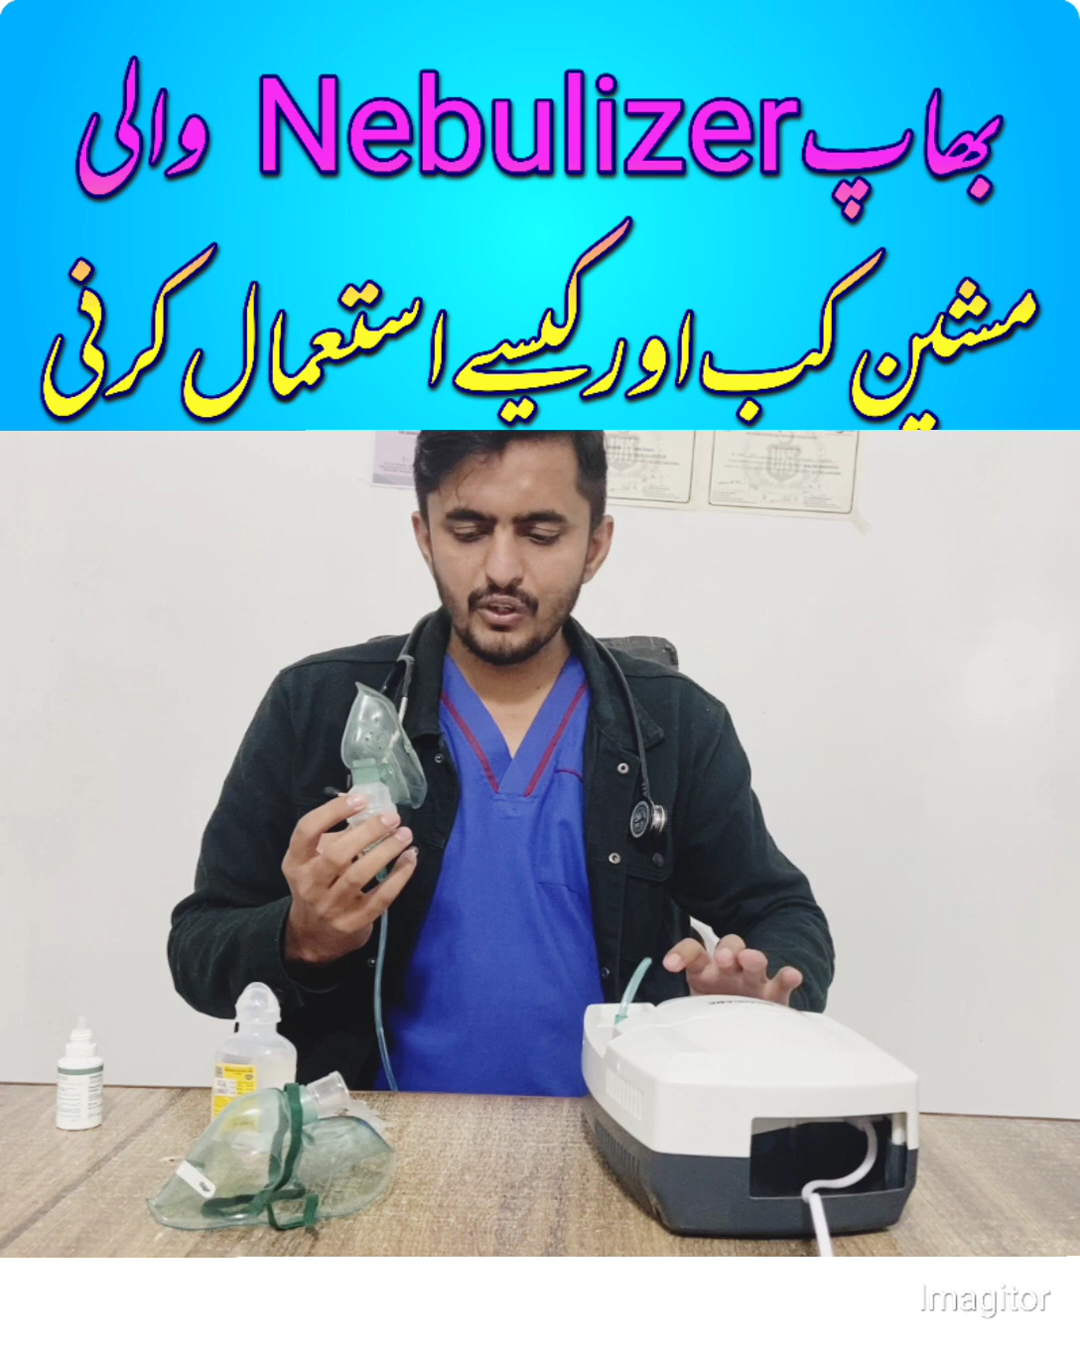 بھاپ Nebulizer والی
مشین کب اور کیسے استعمال کرنی
Imagitor